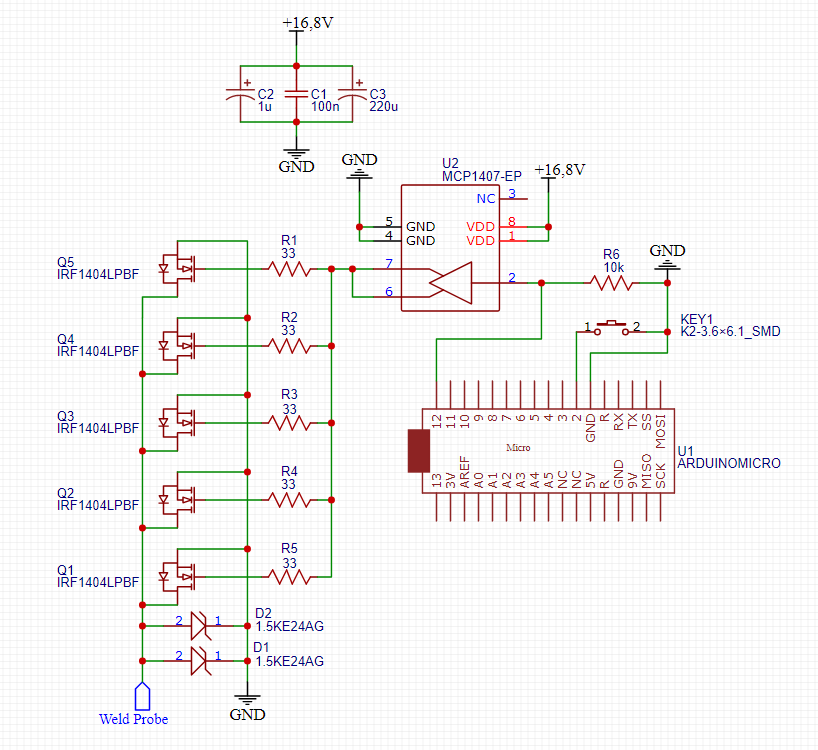 +16,8V
C2
1u
C1
100n
C3
220u
GND
GND
U2
MCP1407-EP
+16,8V
NC
3
5
GND
VDD
8
4
GND
VDD
1
7
6
2
R6
10k
GND
KEY1
K2-3.6×6.1_SMD
1
2
Q5
IRF1404LPBF
R1
33
Q4
IRF1404LPBF
R2
33
Q3
IRF1404LPBF
R3
33
Q2
IRF1404LPBF
R4
33
Q1
IRF1404LPBF
R5
33
12
11
10
9
8
7
6
5
4
3
2
GND
R
RX
TX
SS
MOSI
Micro
U1
ARDUINOMICRO
13
3V
AREF
A0
A1
A2
A3
A4
A5
NC
NC
5V
R
GND
9V
MISO
SCK
D2
1.5KE24AG
2
1
D1
1.5KE24AG
2
1
GND
Weld Probe